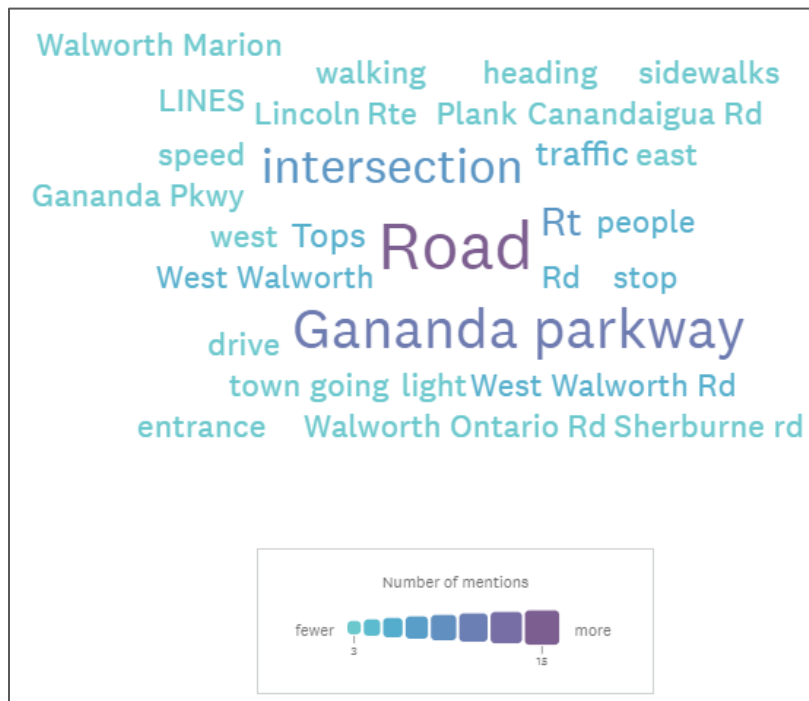 Walworth Marion
walking heading sidewalks
LINES
Lincoln Rte Plank Canandaigua Rd
speed intersection traffic east
Gananda Pkwy
west Tops Road Rt people
West Walworth Rd stop
drive Gananda parkway
town going light West Walworth Rd
entrance Walworth Ontario Rd Sherburne rd
Number of mentions
fewer more
3 15